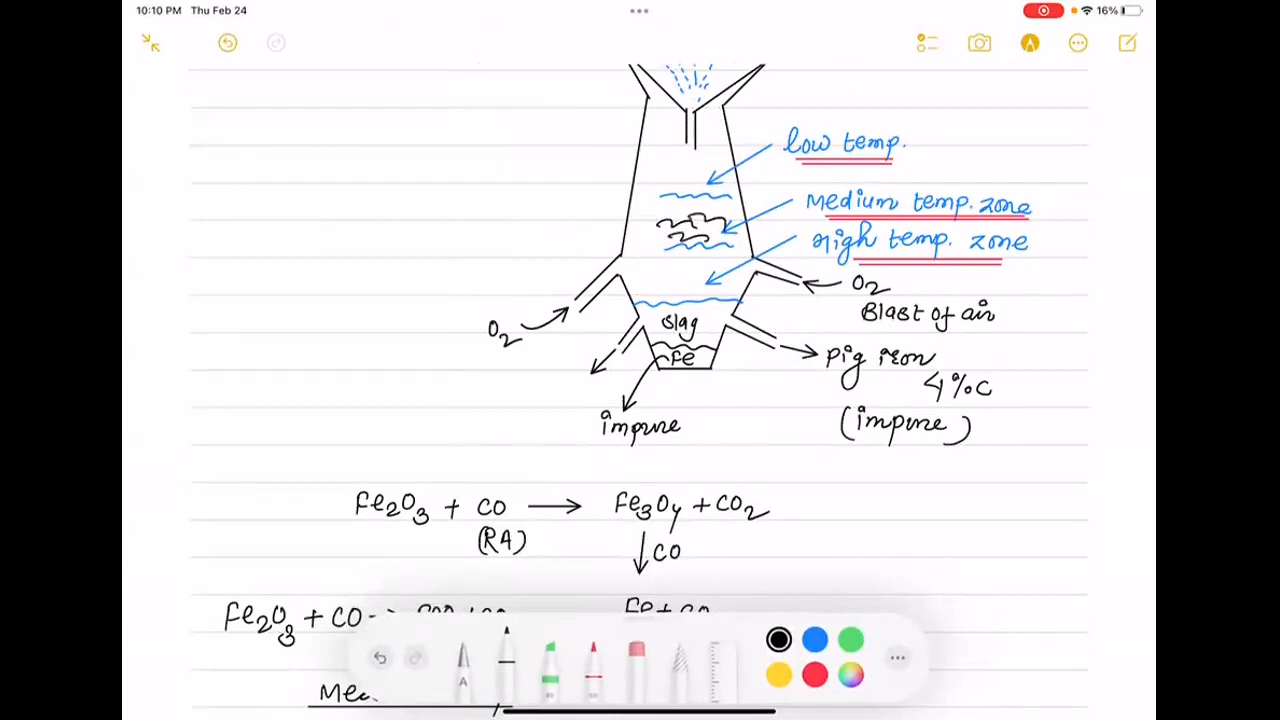 10:10 PM Thu Feb 24
16%
low temp.
Medium temp. zone
High temp. zone
O2
Blast of air
O2
Slag
Fe
Pig iron
4%C
(impure)
impure
Fe2O3 + CO → Fe3O4 + CO2
(RA)
↓ CO
Fe2O3 + CO